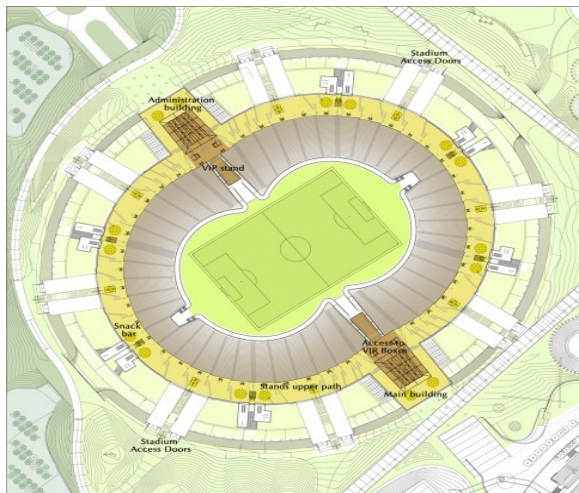 Stadium
Access Doors
Administration
building
VIP stand
Snack
bar
Access to
VIP Boxes
Stands upper path
Main building
Stadium
Access Doors